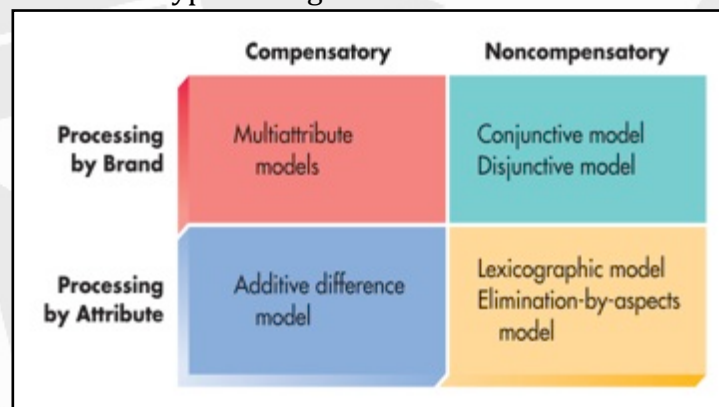 Compensatory Noncompensatory
Processing by Brand
Multiattribute
models
Conjunctive model
Disjunctive model
Processing by Attribute
Additive difference
model
Lexicographic model
Elimination-by-aspects
model